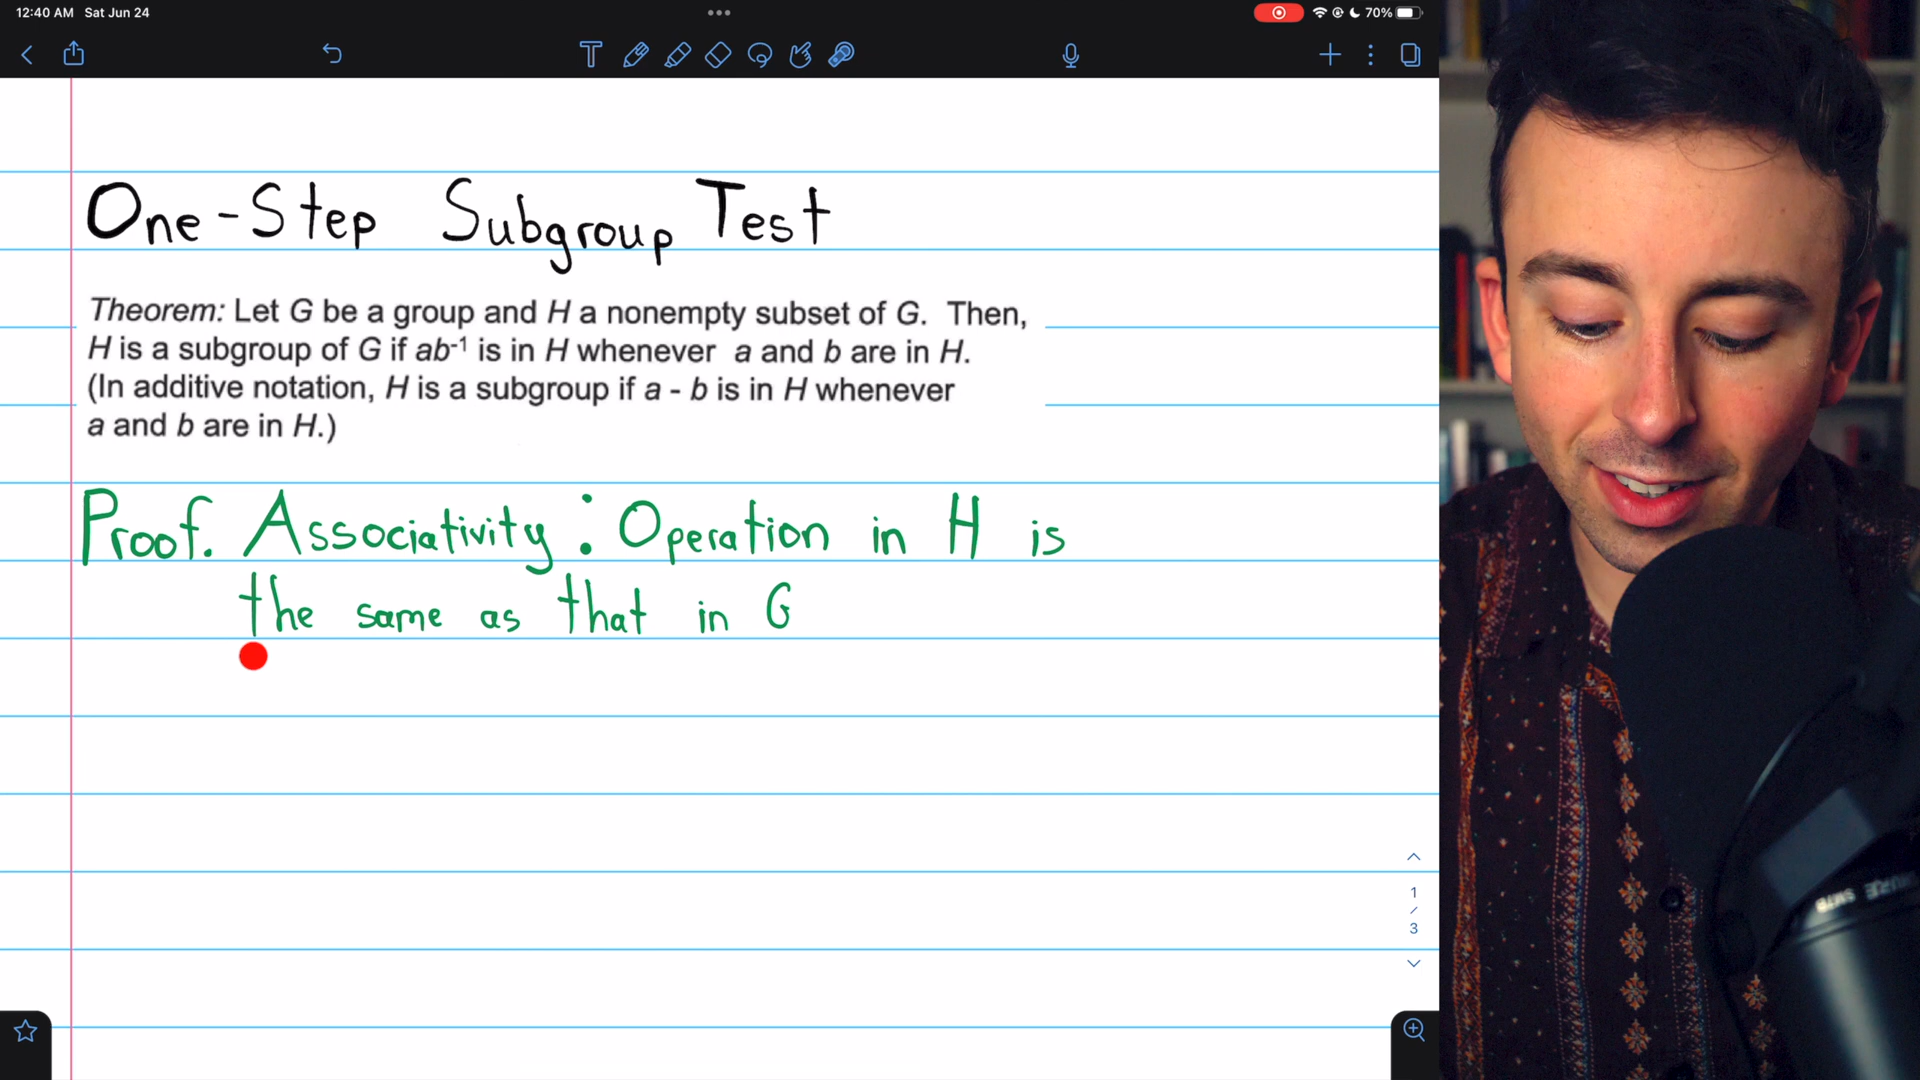 12:40 AM Sat Jun 24
70%
One-Step Subgroup Test
Theorem: Let G be a group and H a nonempty subset of G. Then,
H is a subgroup of G if ab⁻¹ is in H whenever a and b are in H.
(In additive notation, H is a subgroup if a - b is in H whenever
a and b are in H.)
Proof. Associativity: Operation in H is
the same as that in G
1
/
3
SHURE SM7B